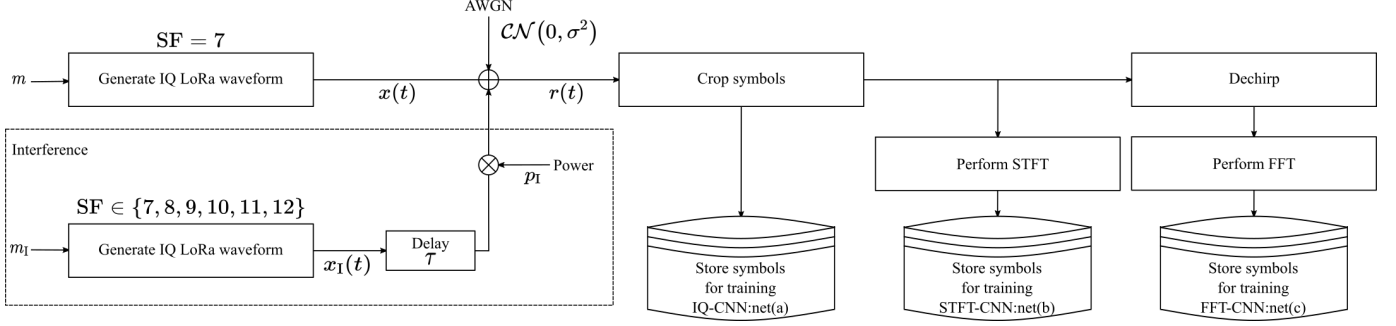 AWGN
SF = 7
𝒞𝒩(0, σ²)
m
Generate IQ LoRa waveform
x(t)
r(t)
Crop symbols
Dechirp
Interference
Power
p_I
Perform STFT
Perform FFT
SF ∈ {7, 8, 9, 10, 11, 12}
m_I
Generate IQ LoRa waveform
x_I(t)
Delay
τ
Store symbols
for training
IQ-CNN:net(a)
Store symbols
for training
STFT-CNN:net(b)
Store symbols
for training
FFT-CNN:net(c)